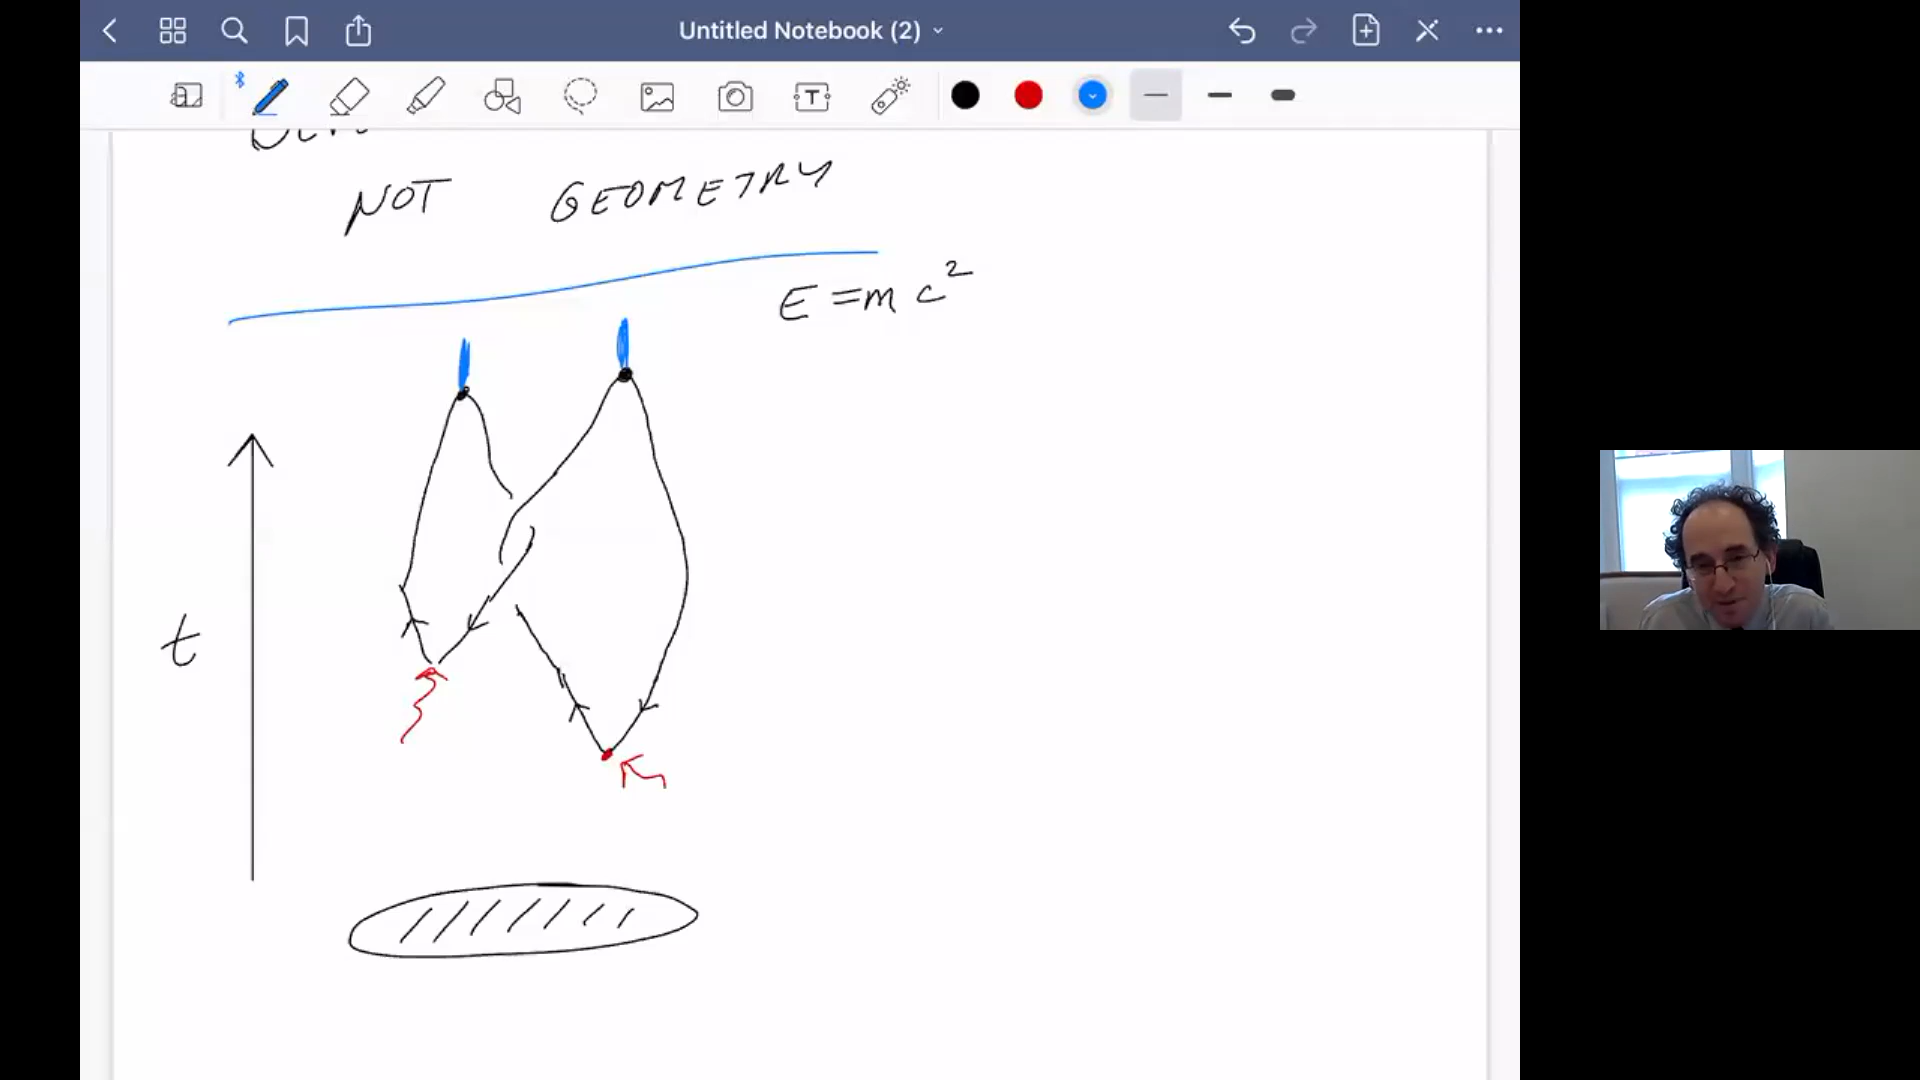 Untitled Notebook (2)
T
NOT GEOMETRY
E = mc²
t